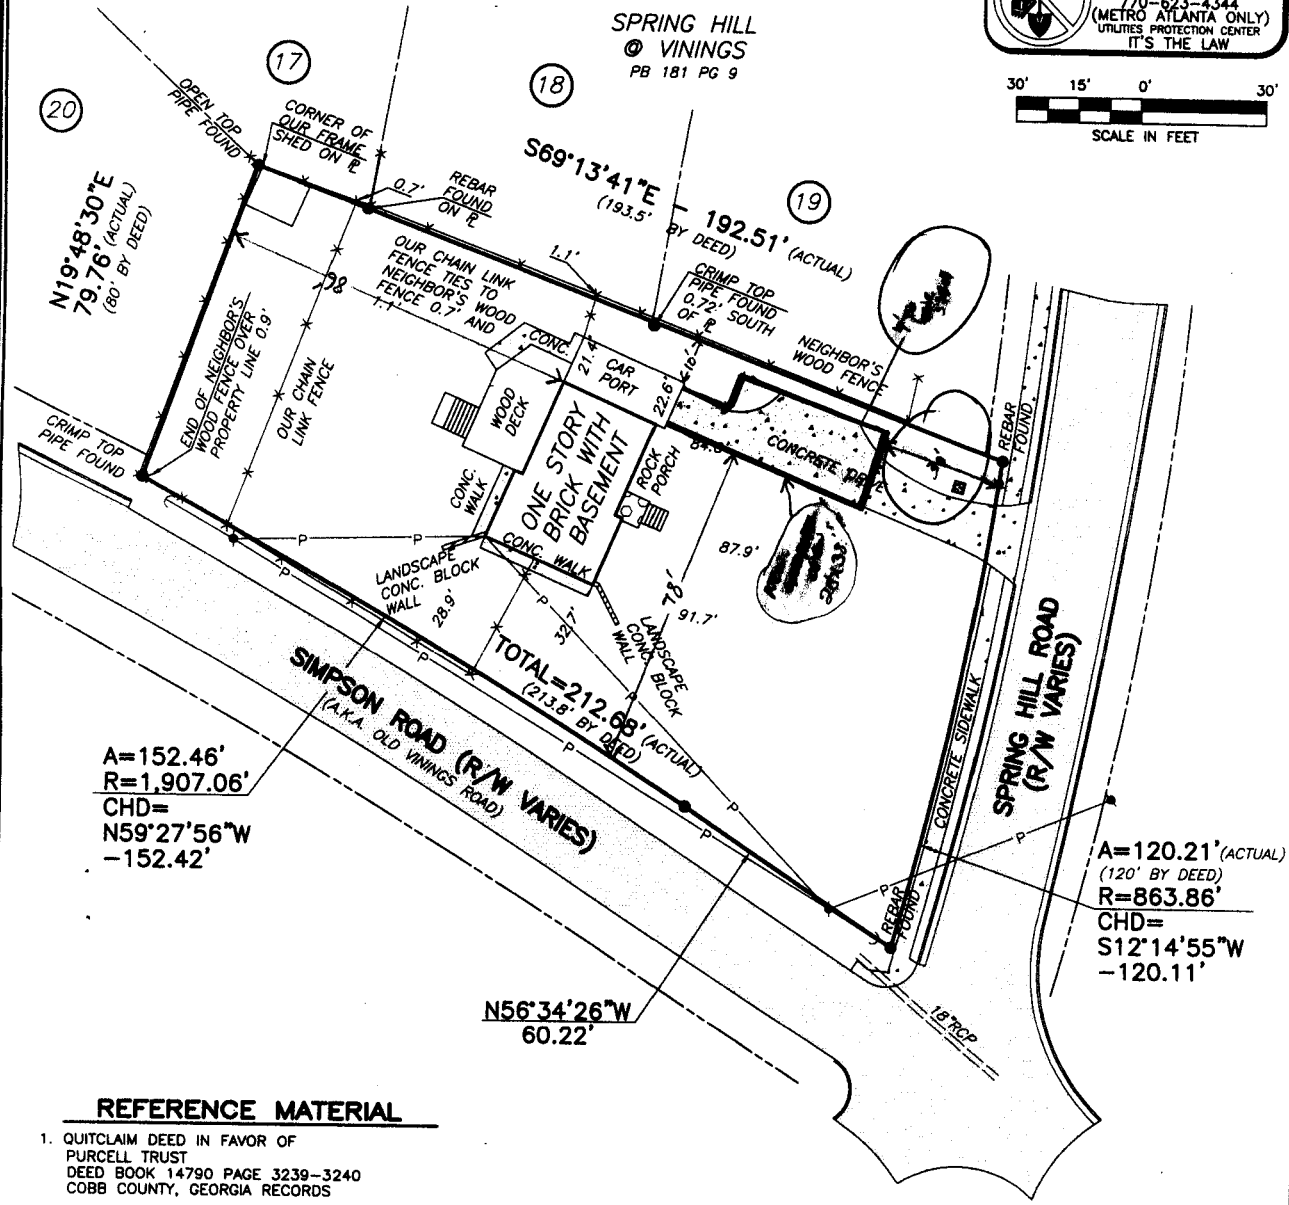 SPRING HILL
@ VININGS
PB 181 PG 9
770-623-4344
(METRO ATLANTA ONLY)
UTILITIES PROTECTION CENTER
IT'S THE LAW
30' 15' 0' 30'
SCALE IN FEET
17
18
19
20
OPEN TOP
PIPE FOUND
CORNER OF
OUR FRAME
SHED ON ⅊
0.7'
REBAR
FOUND
ON ⅊
S69°13'41"E - 192.51' (ACTUAL)
(193.5' BY DEED)
N19°48'30"E
79.76' (ACTUAL)
(80' BY DEED)
1.1'
CRIMP TOP
PIPE FOUND
0.72' SOUTH
OF ⅊
OUR CHAIN LINK
FENCE TIES TO
NEIGHBOR'S WOOD
FENCE 0.7' AND
1.1'
98'
NEIGHBOR'S
WOOD FENCE
END OF NEIGHBOR'S
WOOD FENCE OVER
PROPERTY LINE 0.9'
OUR CHAIN
LINK FENCE
CONC.
21.4'
CAR
PORT
22.6'
10'
WOOD
DECK
ONE STORY
BRICK WITH
BASEMENT
ROCK
PORCH
CONCRETE DRIVE
REBAR
FOUND
CRIMP TOP
PIPE FOUND
CONC.
WALK
CONC. WALK
87.9'
78'
91.7'
LANDSCAPE
CONC. BLOCK
WALL
28.9'
32.7'
LANDSCAPE
CONC. BLOCK
WALL
TOTAL=212.68' (ACTUAL)
(213.8' BY DEED)
SIMPSON ROAD (R/W VARIES)
(A.K.A. OLD VININGS ROAD)
CONCRETE SIDEWALK
SPRING HILL ROAD
(R/W VARIES)
A=152.46'
R=1,907.06'
CHD=
N59°27'56"W
-152.42'
A=120.21' (ACTUAL)
(120' BY DEED)
R=863.86'
CHD=
S12°14'55"W
-120.11'
REBAR
FOUND
N56°34'26"W
60.22'
18"RCP
REFERENCE MATERIAL
1. QUITCLAIM DEED IN FAVOR OF
PURCELL TRUST
DEED BOOK 14790 PAGE 3239-3240
COBB COUNTY, GEORGIA RECORDS